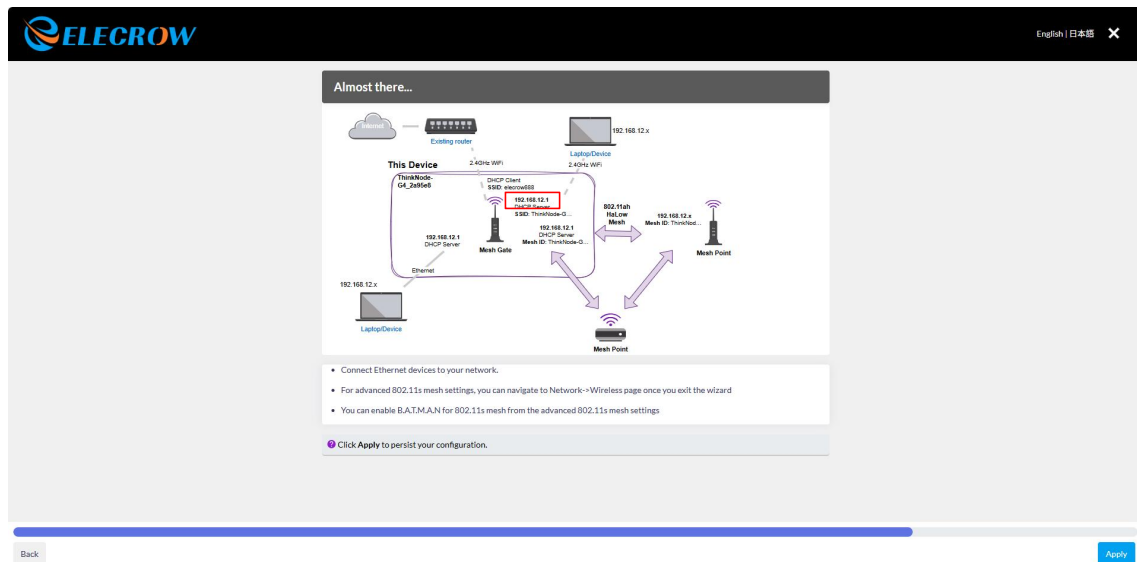 ELECROW
English | 日本語 ✕
Almost there...
Internet
Existing router
192.168.12.x
Laptop/Device
2.4GHz WiFi
2.4GHz WiFi
This Device
ThinkNode-
G4_2a95e8
DHCP Client
SSID: elecrow888
192.168.12.1
DHCP Server
SSID: ThinkNode-G...
192.168.12.1
DHCP Server
Mesh ID: ThinkNode-G...
802.11ah
HaLow
Mesh
192.168.12.x
Mesh ID: ThinkNod...
192.168.12.1
DHCP Server
Mesh Gate
Mesh Point
Ethernet
192.168.12.x
Laptop/Device
Mesh Point
• Connect Ethernet devices to your network.
• For advanced 802.11s mesh settings, you can navigate to Network->Wireless page once you exit the wizard
• You can enable B.A.T.M.A.N for 802.11s mesh from the advanced 802.11s mesh settings
? Click Apply to persist your configuration.
Back
Apply